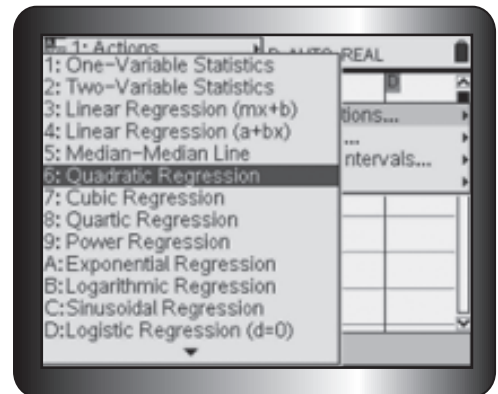 1: Actions
REAL
1: One-Variable Statistics
2: Two-Variable Statistics
3: Linear Regression (mx+b)
4: Linear Regression (a+bx)
5: Median-Median Line
6: Quadratic Regression
7: Cubic Regression
8: Quartic Regression
9: Power Regression
A:Exponential Regression
B:Logarithmic Regression
C:Sinusoidal Regression
D:Logistic Regression (d=0)
tions...
...
ntervals...
D